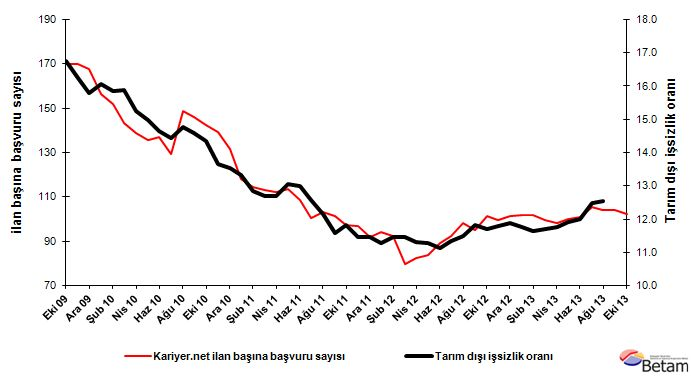 190
170
150
130
110
90
70
ilan başına başvuru sayısı
18.0
17.0
16.0
15.0
14.0
13.0
12.0
11.0
10.0
Tarım dışı işsizlik oranı
Eki 09
Ara 09
Şub 10
Nis 10
Haz 10
Ağu 10
Eki 10
Ara 10
Şub 11
Nis 11
Haz 11
Ağu 11
Eki 11
Ara 11
Şub 12
Nis 12
Haz 12
Ağu 12
Eki 12
Ara 12
Şub 13
Nis 13
Haz 13
Ağu 13
Eki 13
Kariyer.net ilan başına başvuru sayısı
Tarım dışı işsizlik oranı
Betam